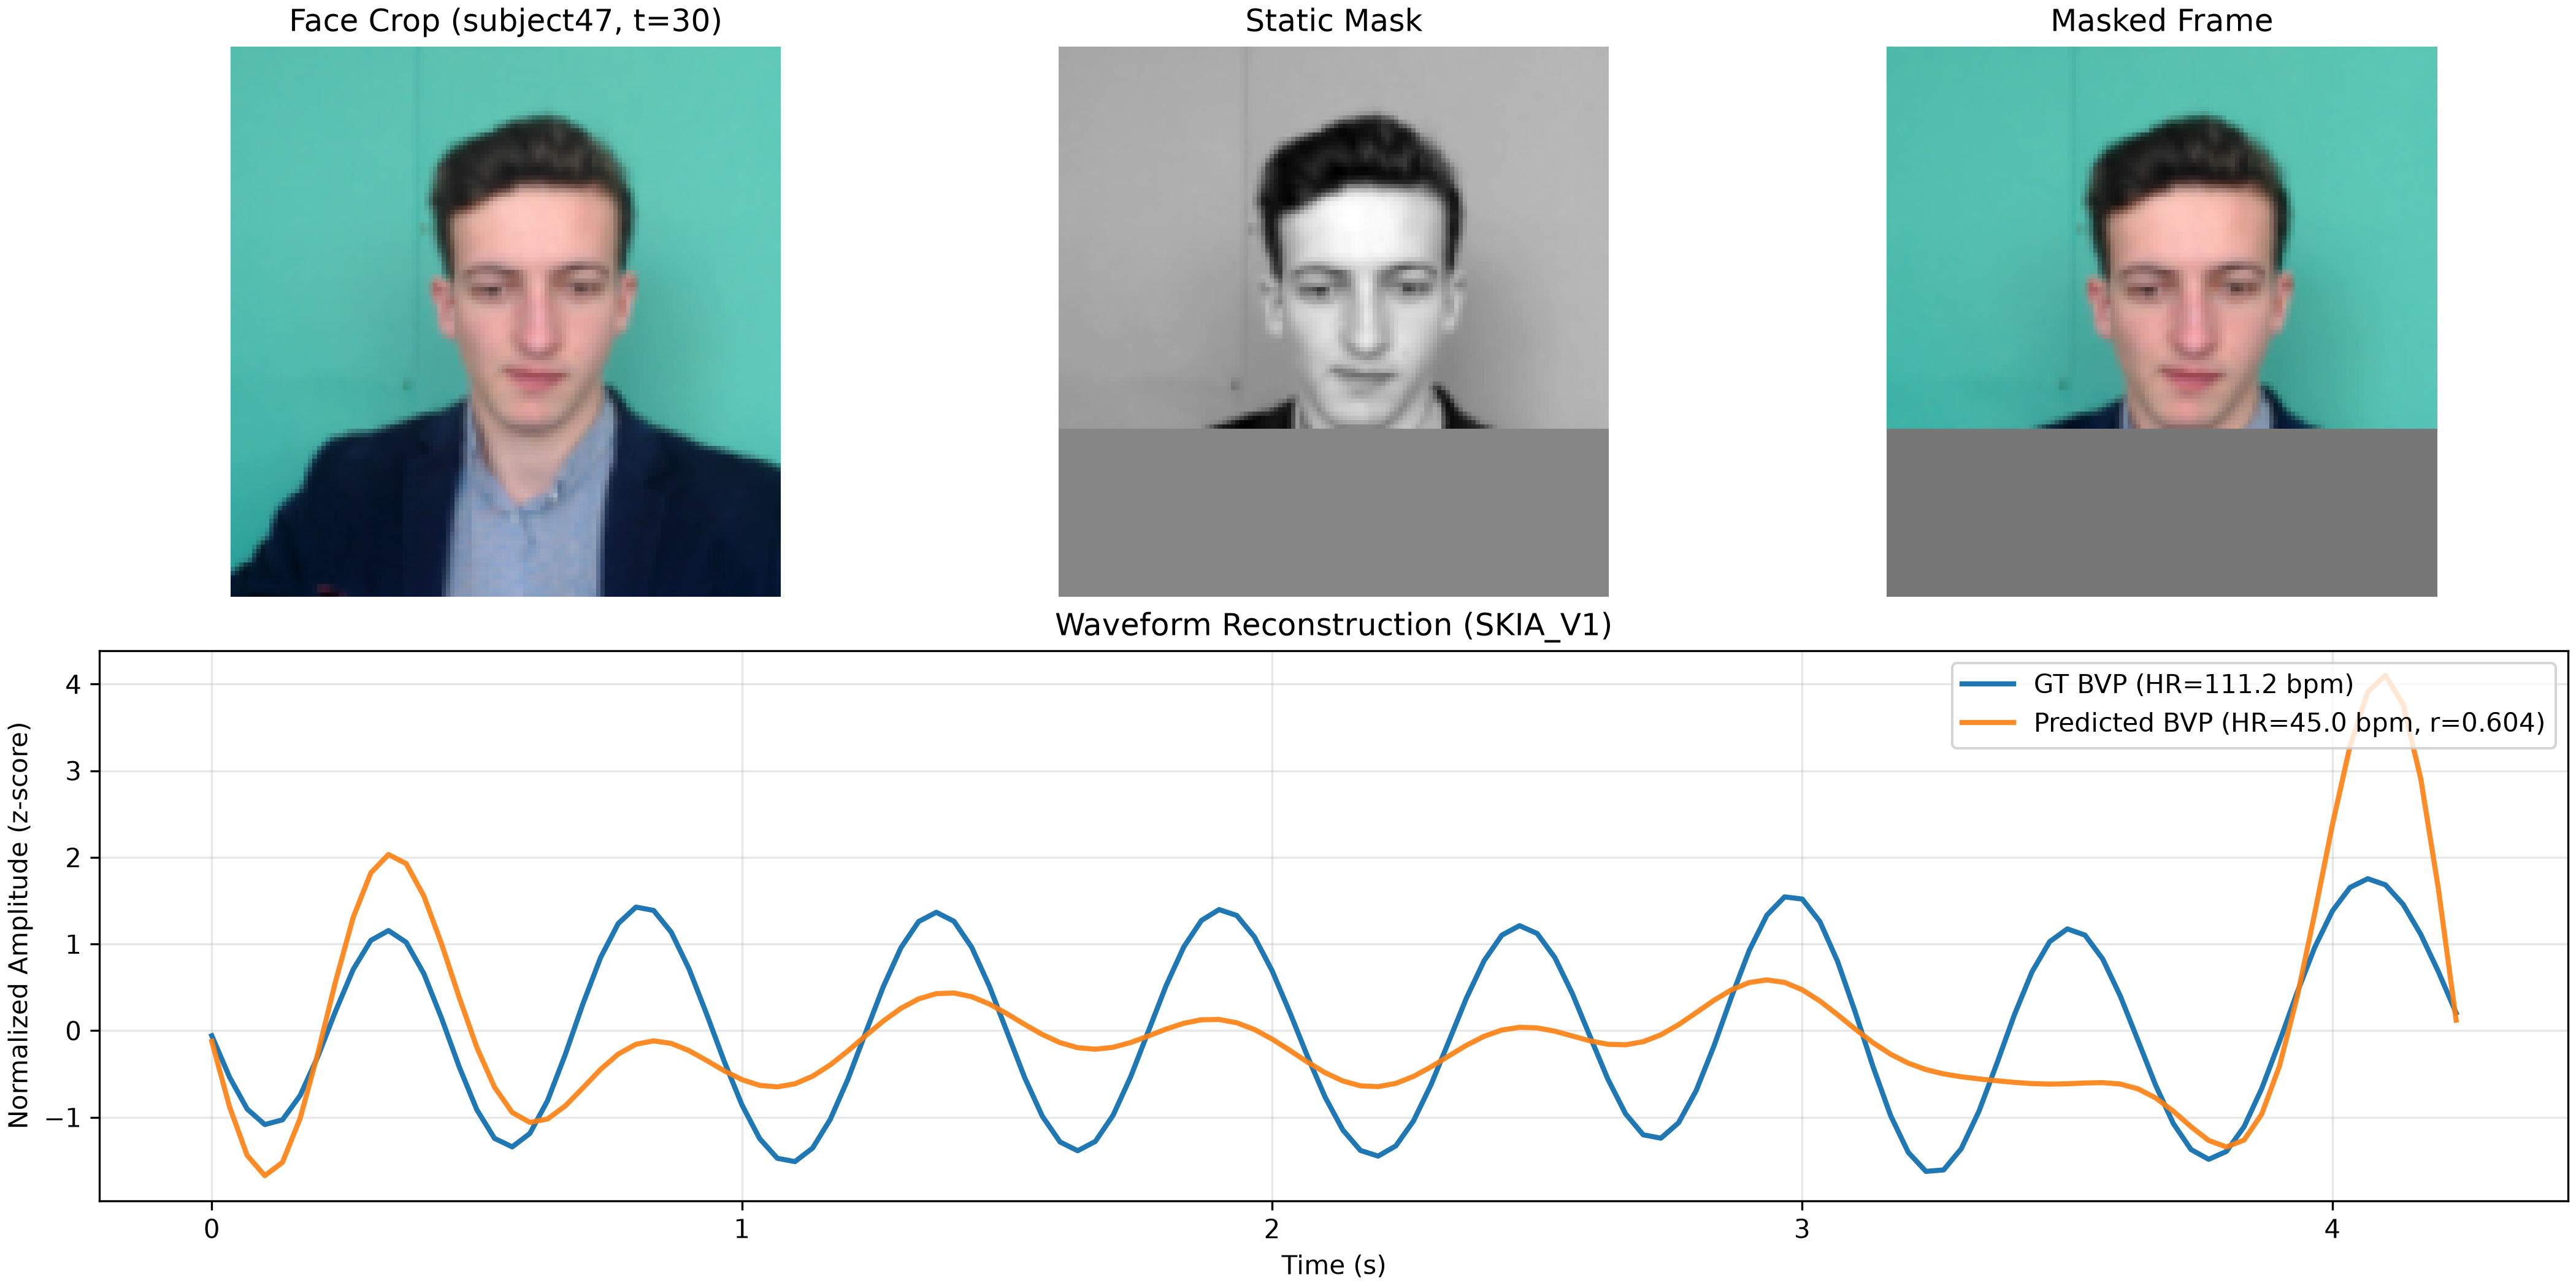 Face Crop (subject47, t=30)
Static Mask
Masked Frame
Waveform Reconstruction (SKIA_V1)
GT BVP (HR=111.2 bpm)
Predicted BVP (HR=45.0 bpm, r=0.604)
Normalized Amplitude (z-score)
4
3
2
1
0
−1
0
1
2
3
4
Time (s)